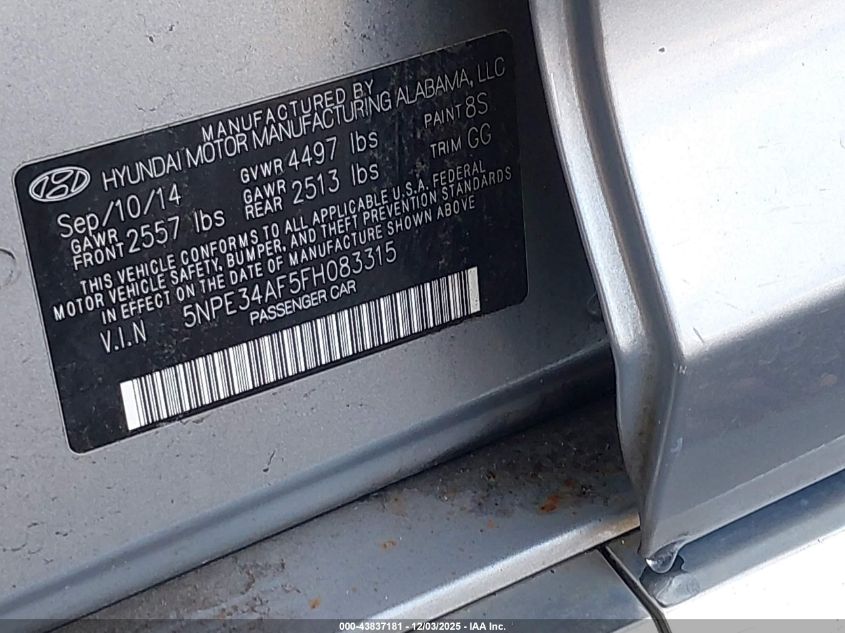 MANUFACTURED BY
HYUNDAI MOTOR MANUFACTURING ALABAMA, LLC
Sep/10/14 GVWR 4497 lbs PAINT 8S
GAWR FRONT 2557 lbs GAWR REAR 2513 lbs TRIM GG
THIS VEHICLE CONFORMS TO ALL APPLICABLE U.S.A. FEDERAL
MOTOR VEHICLE SAFETY, BUMPER, AND THEFT PREVENTION STANDARDS
IN EFFECT ON THE DATE OF MANUFACTURE SHOWN ABOVE
V.I.N 5NPE34AF5FH083315
PASSENGER CAR
000-43837181 - 12/03/2025 - IAA Inc.